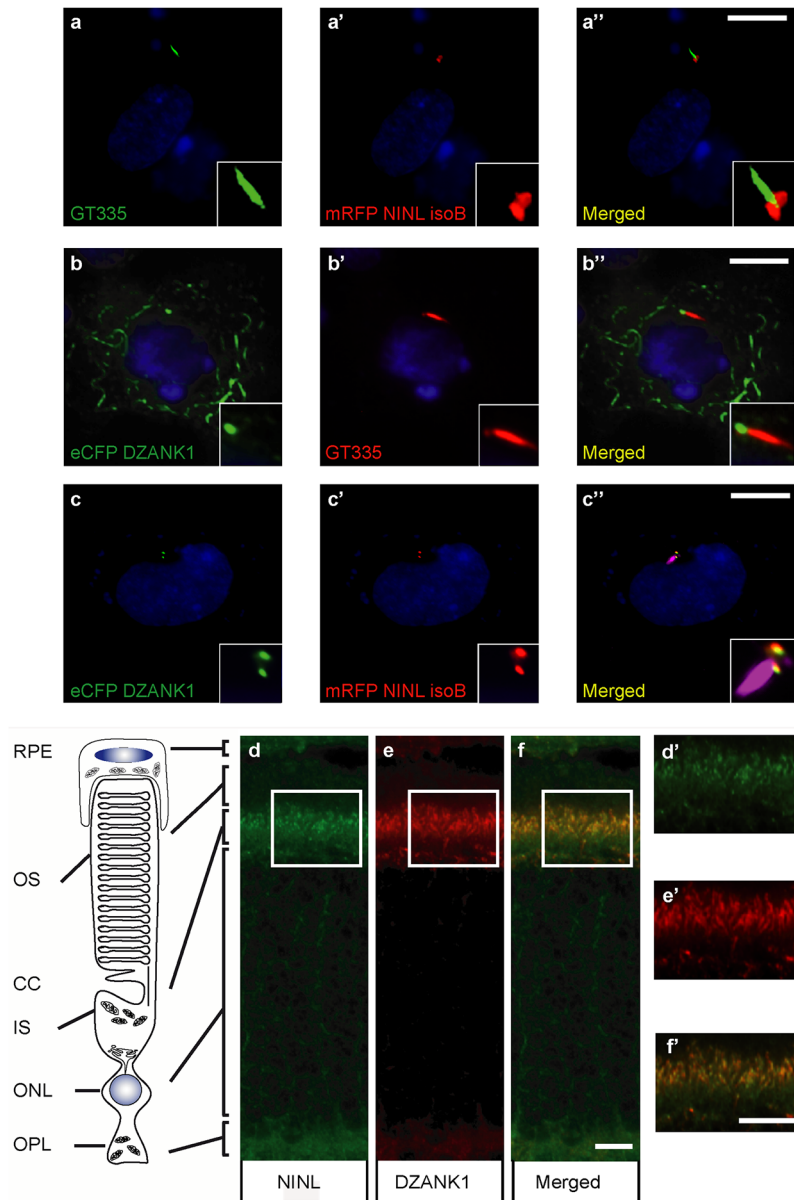 a a’ a’’
GT335 mRFP NINL isoB Merged
b b’ b’’
eCFP DZANK1 GT335 Merged
c c’ c’’
eCFP DZANK1 mRFP NINL isoB Merged
RPE d e f d’
OS
e’
CC
IS
f’
ONL
OPL
NINL DZANK1 Merged